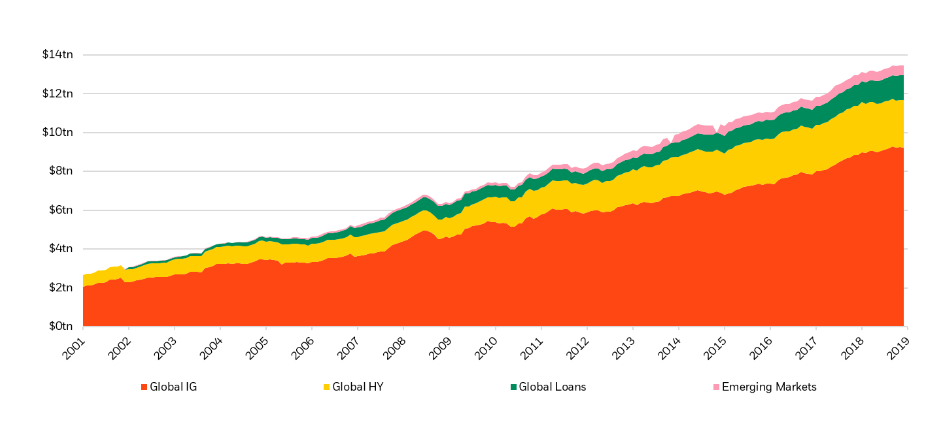 $14tn
$12tn
$10tn
$8tn
$6tn
$4tn
$2tn
$0tn
2001 2002 2003 2004 2005 2006 2007 2008 2009 2010 2011 2012 2013 2014 2015 2016 2017 2018 2019
Global IG Global HY Global Loans Emerging Markets